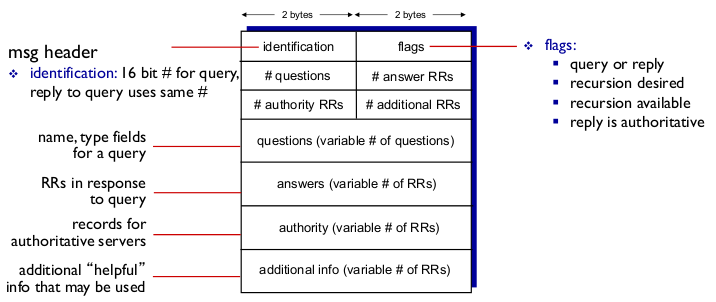 2 bytes 2 bytes
msg header
❖ identification: 16 bit # for query,
reply to query uses same #
identification flags
# questions # answer RRs
# authority RRs # additional RRs
❖ flags:
▪ query or reply
▪ recursion desired
▪ recursion available
▪ reply is authoritative
name, type fields
for a query
questions (variable # of questions)
RRs in response
to query
answers (variable # of RRs)
records for
authoritative servers
authority (variable # of RRs)
additional “helpful”
info that may be used
additional info (variable # of RRs)